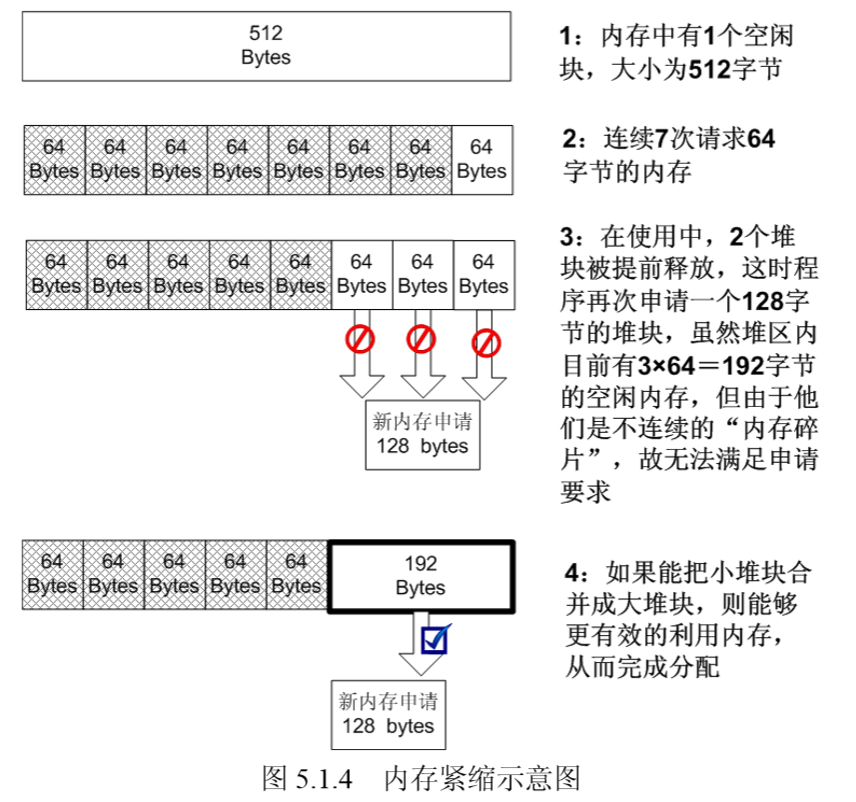 512
Bytes
1：内存中有1个空闲
块，大小为512字节
64 64 64 64 64 64 64 64
Bytes Bytes Bytes Bytes Bytes Bytes Bytes Bytes
2：连续7次请求64
字节的内存
64 64 64 64 64 64 64 64
Bytes Bytes Bytes Bytes Bytes Bytes Bytes Bytes
新内存申请
128 bytes
3：在使用中，2个堆
块被提前释放，这时程
序再次申请一个128字
节的堆块，虽然堆区内
目前有3×64＝192字节
的空闲内存，但由于他
们是不连续的“内存碎
片”，故无法满足申请
要求
64 64 64 64 64 192
Bytes Bytes Bytes Bytes Bytes Bytes
新内存申请
128 bytes
4：如果能把小堆块合
并成大堆块，则能够
更有效的利用内存，
从而完成分配
图 5.1.4 内存紧缩示意图